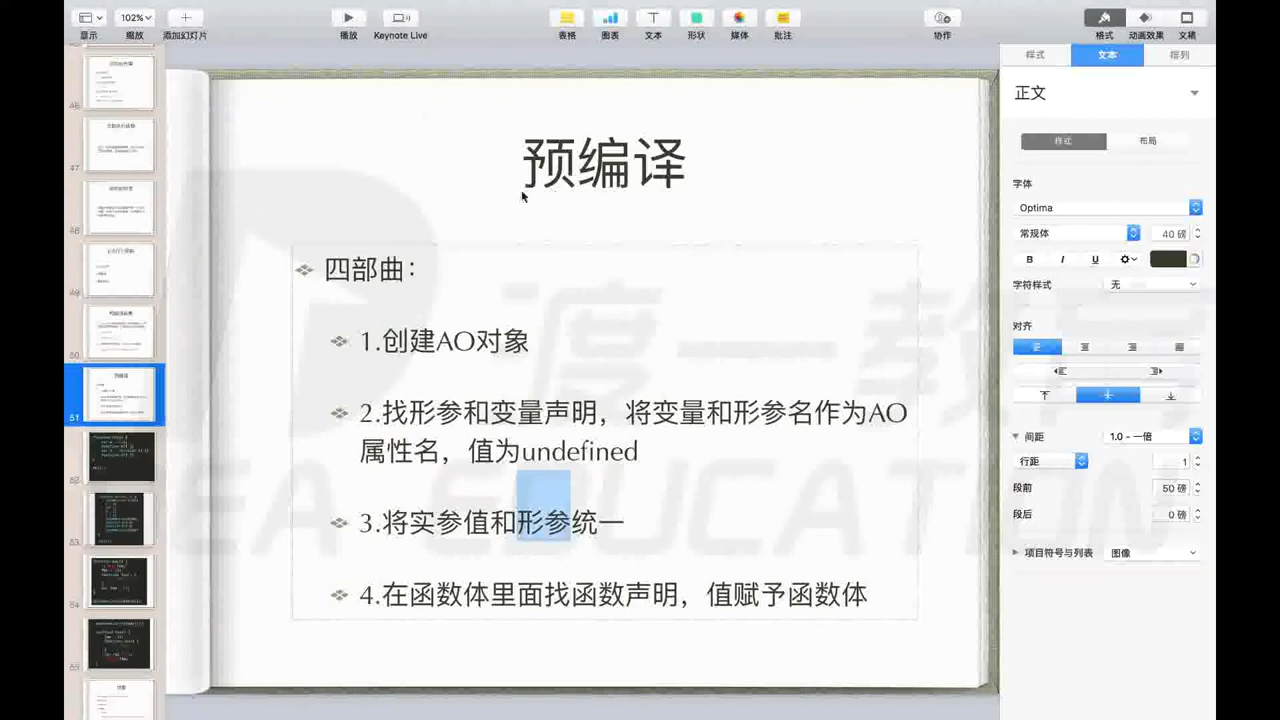 102%
显示
缩放
添加幻灯片
播放
Keynote Live
表格
图表
文本
形状
媒体
批注
协作
格式
动画效果
文稿
样式
文本
排列
正文
样式
布局
字体
Optima
常规体
40 磅
B I U
字符样式
无
对齐
间距
1.0 - 一倍
行距
1
段前
50 磅
段后
0 磅
项目符号与列表
图像
预编译
四部曲：
1.创建AO对象
2.找形参和变量声明，将变量和形参名作为AO
属性名，值为undefined
3.将实参值和形参统一
4.在函数体里面找函数声明，值赋予函数体
47